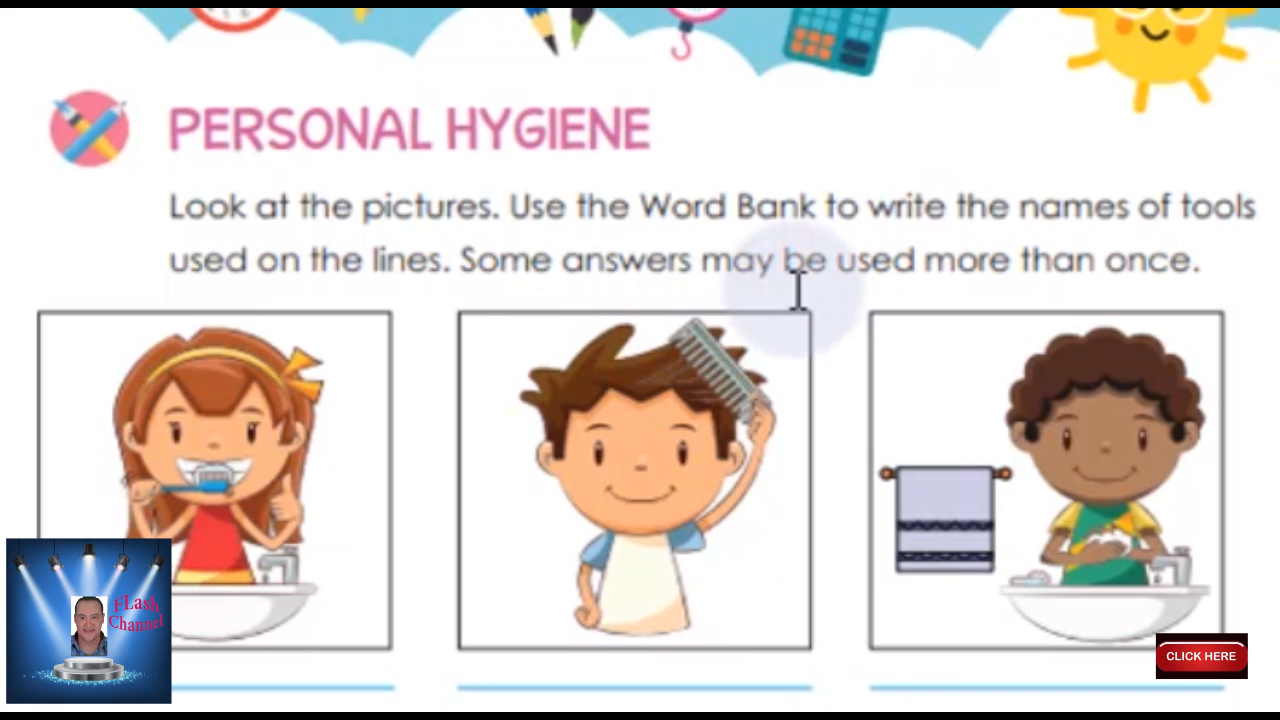 PERSONAL HYGIENE
Look at the pictures. Use the Word Bank to write the names of tools
used on the lines. Some answers may be used more than once.
FLash
Channel
CLICK HERE